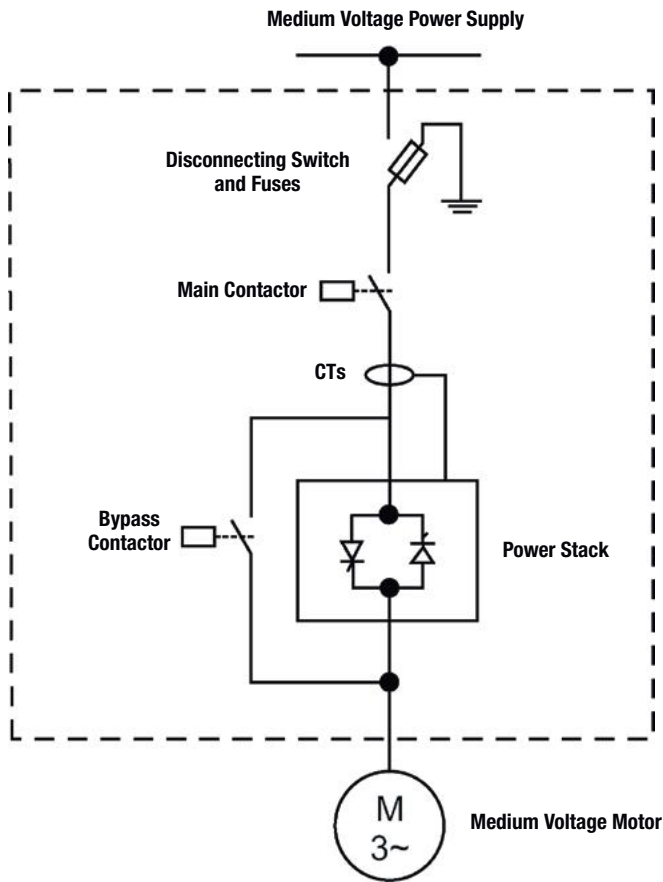 Medium Voltage Power Supply
Disconnecting Switch
and Fuses
Main Contactor
CTs
Bypass
Contactor
Power Stack
M
3~
Medium Voltage Motor